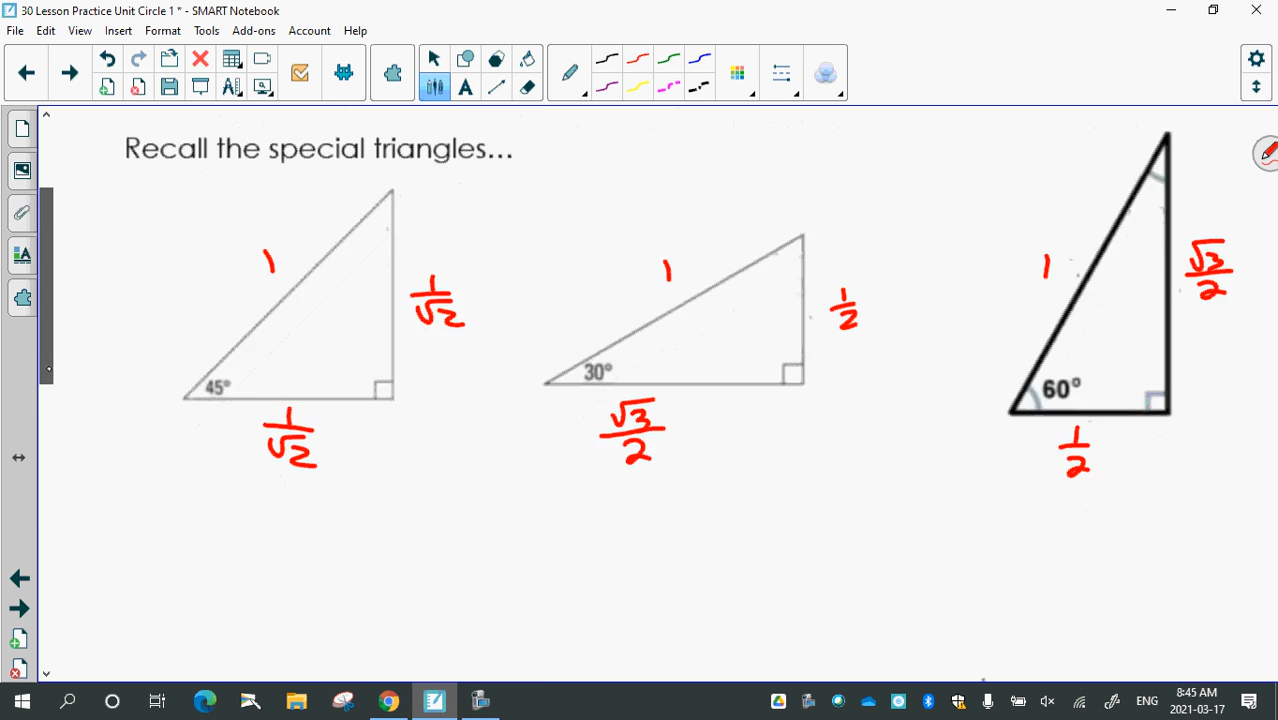 30 Lesson Practice Unit Circle 1 * - SMART Notebook
File Edit View Insert Format Tools Add-ons Account Help
Recall the special triangles...
1
1/√2
45°
1/√2
1
1/2
30°
√3/2
1
√3/2
60°
1/2
ENG
8:45 AM
2021-03-17